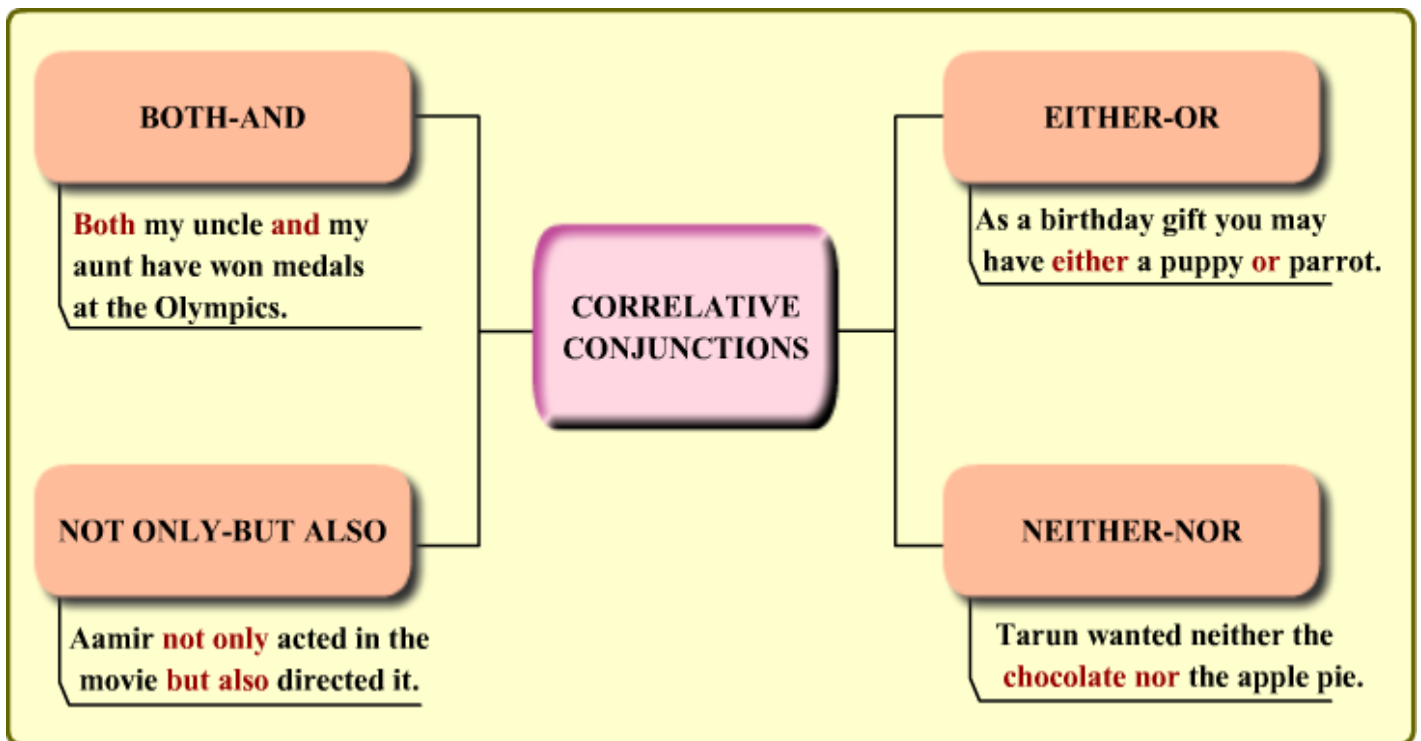 BOTH-AND
Both my uncle and my
aunt have won medals
at the Olympics.
EITHER-OR
As a birthday gift you may
have either a puppy or parrot.
CORRELATIVE
CONJUNCTIONS
NOT ONLY-BUT ALSO
Aamir not only acted in the
movie but also directed it.
NEITHER-NOR
Tarun wanted neither the
chocolate nor the apple pie.